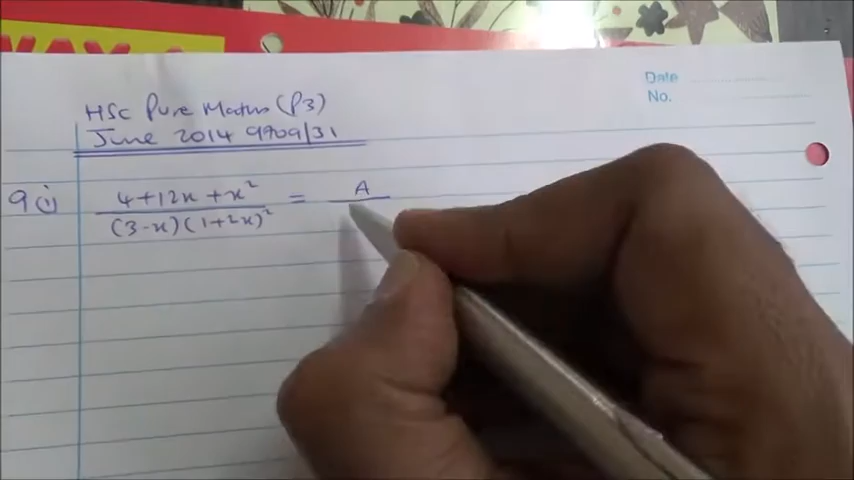 Date
No.
HSC Pure Maths (P3)
June 2014 9709/31
9(i) (4+12x+x²)/((3-x)(1+2x)²) = A